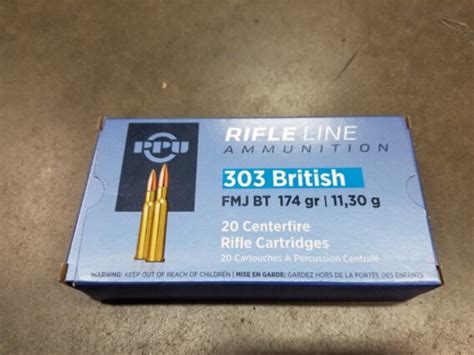 PPU
RIFLE LINE
AMMUNITION
303 British
FMJ BT 174 gr | 11,30 g
20 Centerfire
Rifle Cartridges
20 Cartouches A Percussion Centrale
WARNING: KEEP OUT OF REACH OF CHILDREN | MISE EN GARDE: GARDEZ HORS DE LA PORTÉE DES ENFANTS